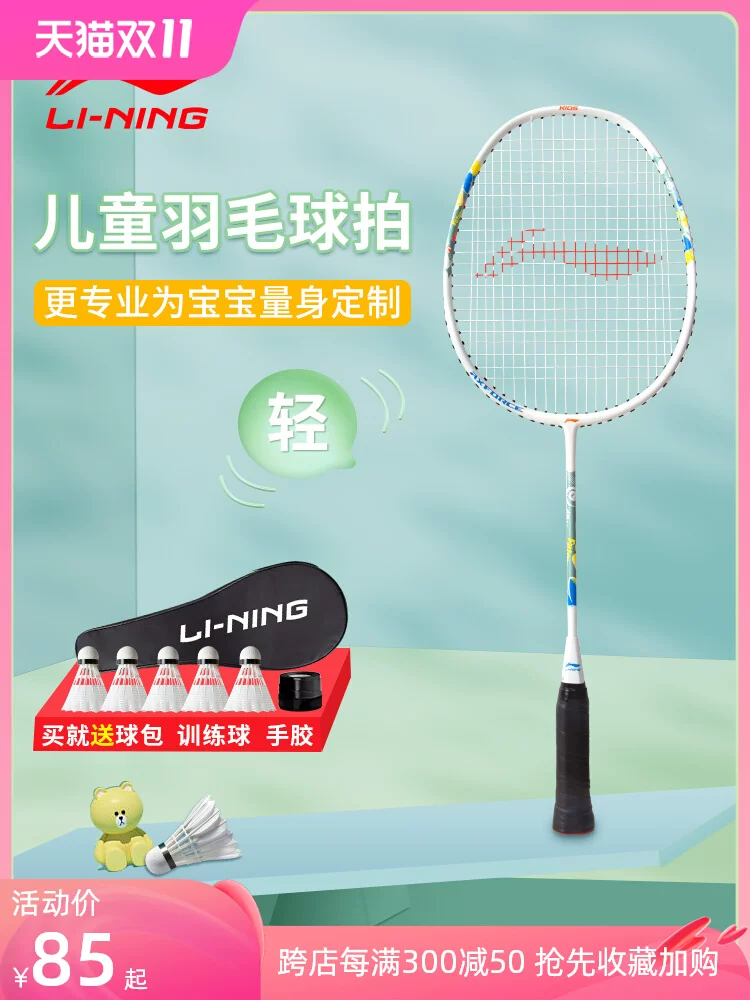 天猫双11
LI-NING
儿童羽毛球拍
更专业为宝宝量身定制
轻
KIDS
AXFORCE
LI-NING
买就送球包 训练球 手胶
活动价
¥85起
跨店每满300减50 抢先收藏加购